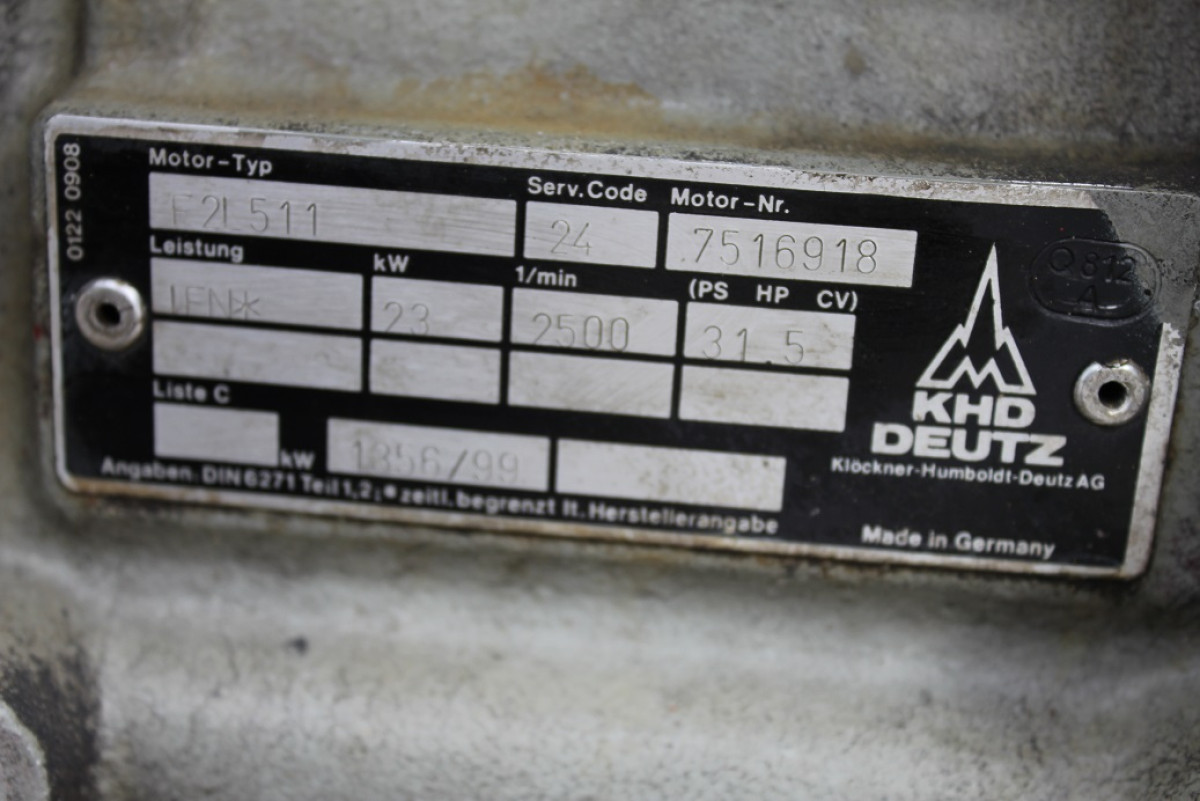 0122 0908
Motor-Typ Serv.Code Motor-Nr.
F2L511 24 7516918
Leistung kW 1/min (PS HP CV)
IFN* 23 2500 31.5
Liste C
kW 1856/99
Angaben: DIN 6271 Teil 1,2; * zeitl. begrenzt lt. Herstellerangabe
Q 812
A
KHD
DEUTZ
Klöckner-Humboldt-Deutz AG
Made in Germany